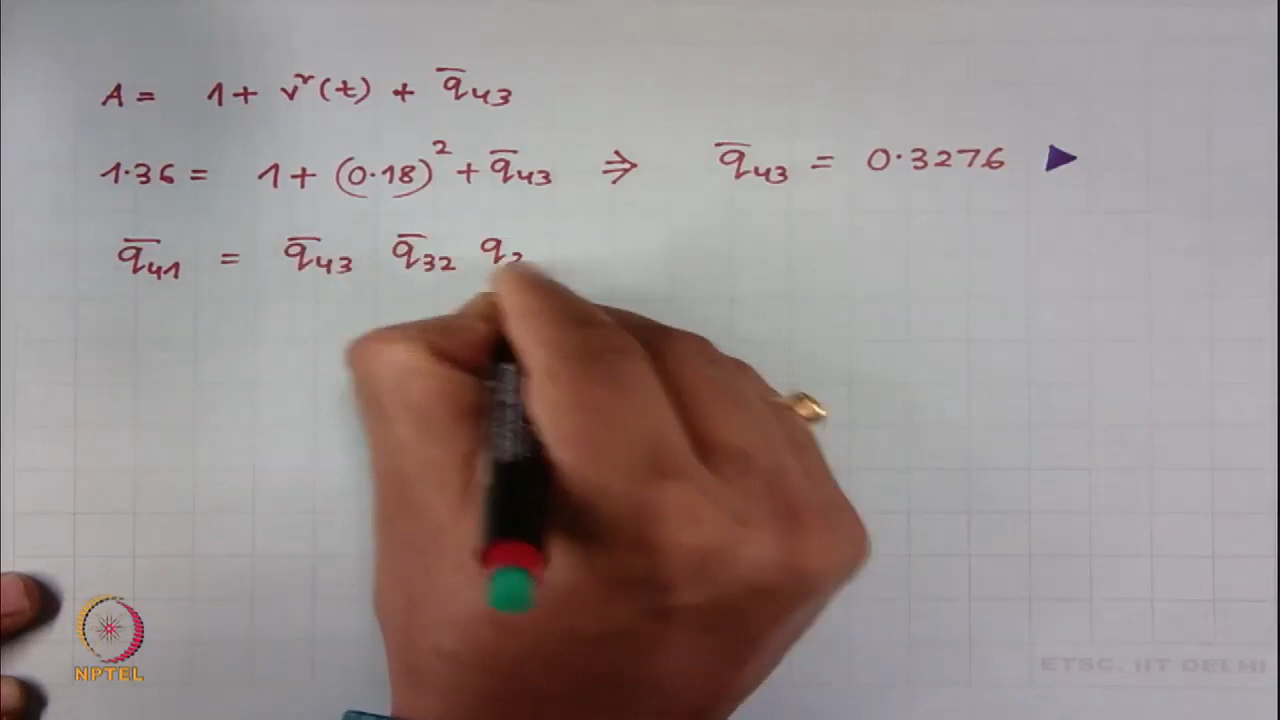 A = 1 + v²(t) + q̅₄₃
1.36 = 1 + (0.18)² + q̅₄₃ ⇒ q̅₄₃ = 0.3276
q̅₄₁ = q̅₄₃ q̅₃₂ q₂
NPTEL
ETSC, IIT DELHI